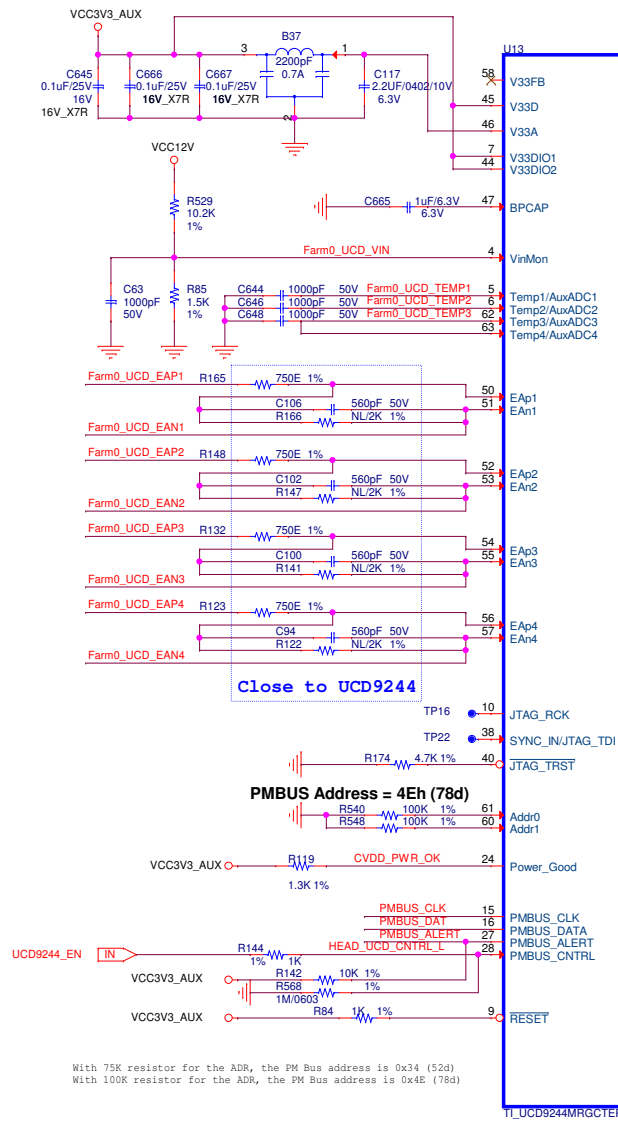 VCC3V3_AUX
B37
3 1
2200pF
0.7A
2
C645
0.1uF/25V
16V
16V_X7R
C666
0.1uF/25V
16V_X7R
C667
0.1uF/25V
16V_X7R
C117
2.2UF/0402/10V
6.3V
U13
58 V33FB
45 V33D
46 V33A
7 V33DIO1
44 V33DIO2
VCC12V
R529
10.2K
1%
C665 1uF/6.3V 47 BPCAP
6.3V
Farm0_UCD_VIN 4 VinMon
C63
1000pF
50V
R85
1.5K
1%
C644 1000pF 50V Farm0_UCD_TEMP1 5 Temp1/AuxADC1
C646 1000pF 50V Farm0_UCD_TEMP2 6 Temp2/AuxADC2
C648 1000pF 50V Farm0_UCD_TEMP3 62 Temp3/AuxADC3
63 Temp4/AuxADC4
Farm0_UCD_EAP1 R165 750E 1% 50 EAp1
C106 560pF 50V 51 EAn1
R166 NL/2K 1%
Farm0_UCD_EAN1
Farm0_UCD_EAP2 R148 750E 1% 52 EAp2
C102 560pF 50V 53 EAn2
R147 NL/2K 1%
Farm0_UCD_EAN2
Farm0_UCD_EAP3 R132 750E 1% 54 EAp3
C100 560pF 50V 55 EAn3
R141 NL/2K 1%
Farm0_UCD_EAN3
Farm0_UCD_EAP4 R123 750E 1% 56 EAp4
C94 560pF 50V 57 EAn4
R122 NL/2K 1%
Farm0_UCD_EAN4
Close to UCD9244
TP16 10 JTAG_RCK
TP22 38 SYNC_IN/JTAG_TDI
R174 4.7K 1% 40 JTAG_TRST
PMBUS Address = 4Eh (78d)
R540 100K 1% 61 Addr0
R548 100K 1% 60 Addr1
VCC3V3_AUX R119 CVDD_PWR_OK 24 Power_Good
1.3K 1%
PMBUS_CLK 15 PMBUS_CLK
PMBUS_DAT 16 PMBUS_DATA
PMBUS_ALERT 27 PMBUS_ALERT
UCD9244_EN IN R144 HEAD_UCD_CNTRL_L 28 PMBUS_CNTRL
1% 1K
VCC3V3_AUX R142 10K 1%
R568 1%
1M/0603
VCC3V3_AUX R84 1K 1% 9 RESET
With 75K resistor for the ADR, the PM Bus address is 0x34 (52d)
With 100K resistor for the ADR, the PM Bus address is 0x4E (78d)